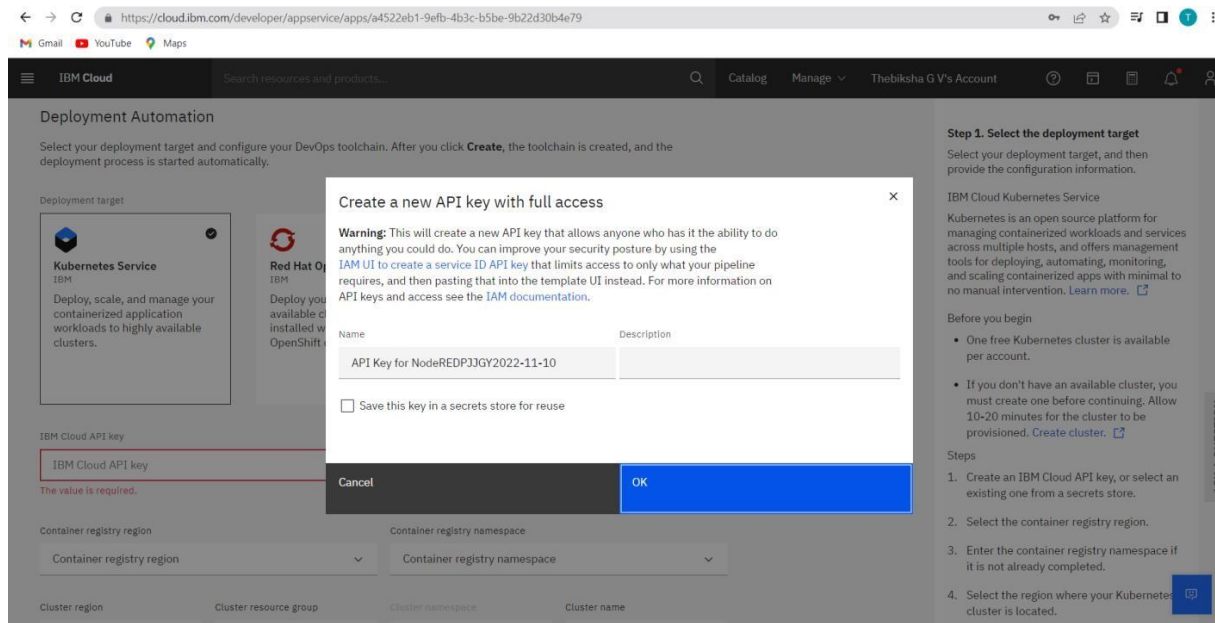 https://cloud.ibm.com/developer/appservice/apps/a4522eb1-9efb-4b3c-b5be-9b22d30b4e79
T
Gmail YouTube Maps
IBM Cloud Search resources and products... Catalog Manage Thebiksha G V's Account
Deployment Automation
Select your deployment target and configure your DevOps toolchain. After you click Create, the toolchain is created, and the
deployment process is started automatically.
Deployment target
Kubernetes Service
IBM
Deploy, scale, and manage your
containerized application
workloads to highly available
clusters.
Red Hat
IBM
Deploy you
available
installed
OpenShift
IBM Cloud API key
IBM Cloud API key
The value is required.
Container registry region Container registry namespace
Container registry region Container registry namespace
Cluster region Cluster resource group Cluster namespace Cluster name
Create a new API key with full access
Warning: This will create a new API key that allows anyone who has it the ability to do
anything you could do. You can improve your security posture by using the
IAM UI to create a service ID API key that limits access to only what your pipeline
requires, and then pasting that into the template UI instead. For more information on
API keys and access see the IAM documentation.
Name Description
API Key for NodeREDPJJGY2022-11-10
Save this key in a secrets store for reuse
Cancel OK
Step 1. Select the deployment target
Select your deployment target, and then
provide the configuration information.
IBM Cloud Kubernetes Service
Kubernetes is an open source platform for
managing containerized workloads and services
across multiple hosts, and offers management
tools for deploying, automating, monitoring,
and scaling containerized apps with minimal to
no manual intervention. Learn more.
Before you begin
• One free Kubernetes cluster is available
per account.
• If you don't have an available cluster, you
must create one before continuing. Allow
10-20 minutes for the cluster to be
provisioned. Create cluster.
Steps
1. Create an IBM Cloud API key, or select an
existing one from a secrets store.
2. Select the container registry region.
3. Enter the container registry namespace if
it is not already completed.
4. Select the region where your Kubernetes
cluster is located.